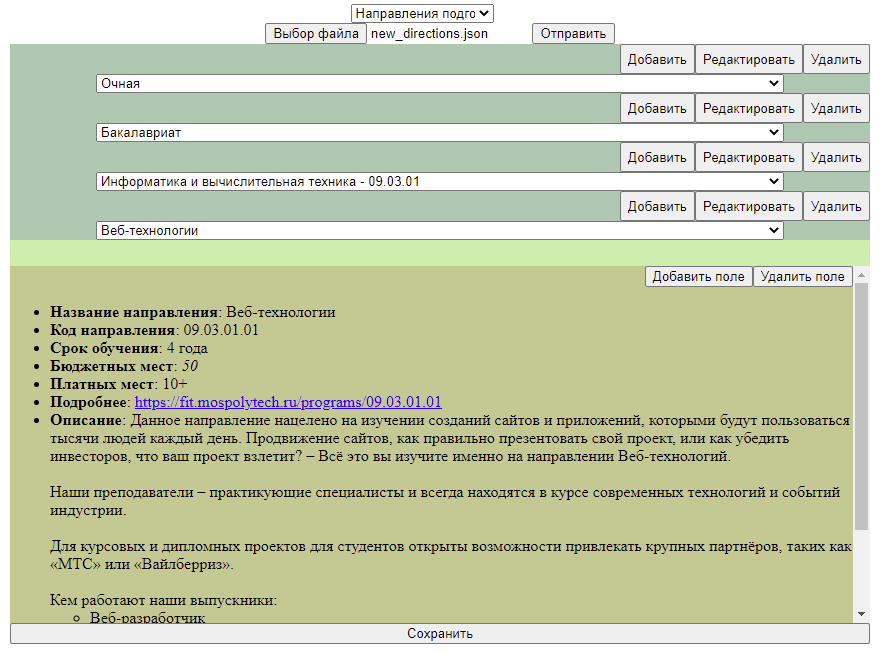 Направления подго
Выбор файла new_directions.json Отправить
Добавить Редактировать Удалить
Очная
Добавить Редактировать Удалить
Бакалавриат
Добавить Редактировать Удалить
Информатика и вычислительная техника - 09.03.01
Добавить Редактировать Удалить
Веб-технологии
Добавить поле Удалить поле
Название направления: Веб-технологии
Код направления: 09.03.01.01
Срок обучения: 4 года
Бюджетных мест: 50
Платных мест: 10+
Подробнее: https://fit.mospolytech.ru/programs/09.03.01.01
Описание: Данное направление нацелено на изучении созданий сайтов и приложений, которыми будут пользоваться
тысячи людей каждый день. Продвижение сайтов, как правильно презентовать свой проект, или как убедить
инвесторов, что ваш проект взлетит? – Всё это вы изучите именно на направлении Веб-технологий.
Наши преподаватели – практикующие специалисты и всегда находятся в курсе современных технологий и событий
индустрии.
Для курсовых и дипломных проектов для студентов открыты возможности привлекать крупных партнёров, таких как
«МТС» или «Вайлберриз».
Кем работают наши выпускники:
Веб-разработчик
Сохранить